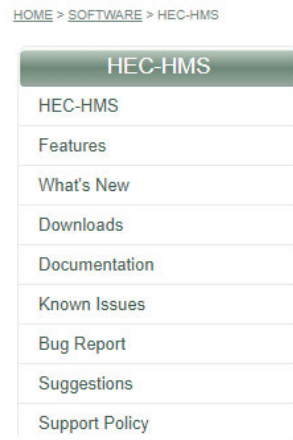 HOME > SOFTWARE > HEC-HMS
HEC-HMS
HEC-HMS
Features
What's New
Downloads
Documentation
Known Issues
Bug Report
Suggestions
Support Policy